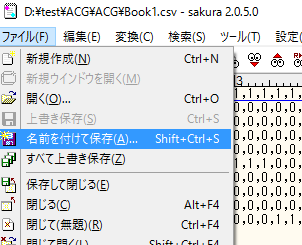 D:¥test¥ACG¥ACG¥Book1.csv - sakura 2.0.5.0
ファイル(F) 編集(E) 変換(C) 検索(S) ツール(T) 設定(
新規作成(N) Ctrl+N
新規ウインドウを開く(M)
開く(O)... Ctrl+O
上書き保存(S) Ctrl+S
名前を付けて保存(A)... Shift+Ctrl+S
すべて上書き保存(Z)
保存して閉じる(E)
閉じる(C) Alt+F4
閉じて(無題)(R) Ctrl+F4
閉じて開く(L) Shift+Ctrl+F4